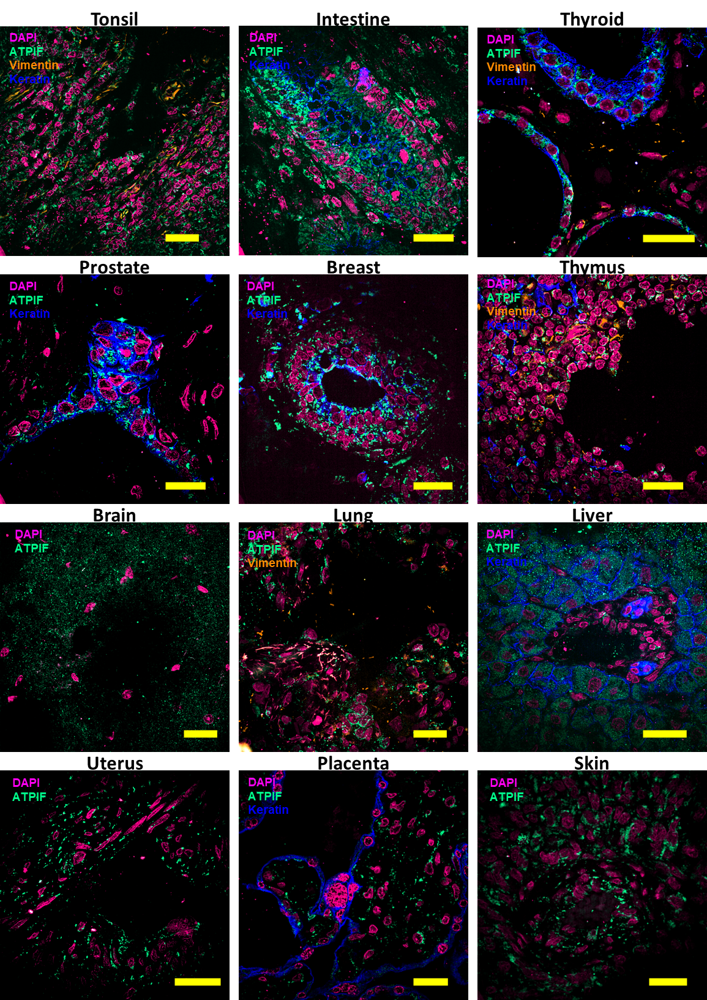 Tonsil
DAPI
ATPIF
Vimentin
Keratin
Intestine
DAPI
ATPIF
Keratin
Thyroid
DAPI
ATPIF
Vimentin
Keratin
Prostate
DAPI
ATPIF
Keratin
Breast
DAPI
ATPIF
Keratin
Thymus
DAPI
ATPIF
Vimentin
Keratin
Brain
DAPI
ATPIF
Lung
DAPI
ATPIF
Vimentin
Liver
DAPI
ATPIF
Keratin
Uterus
DAPI
ATPIF
Placenta
DAPI
ATPIF
Keratin
Skin
DAPI
ATPIF